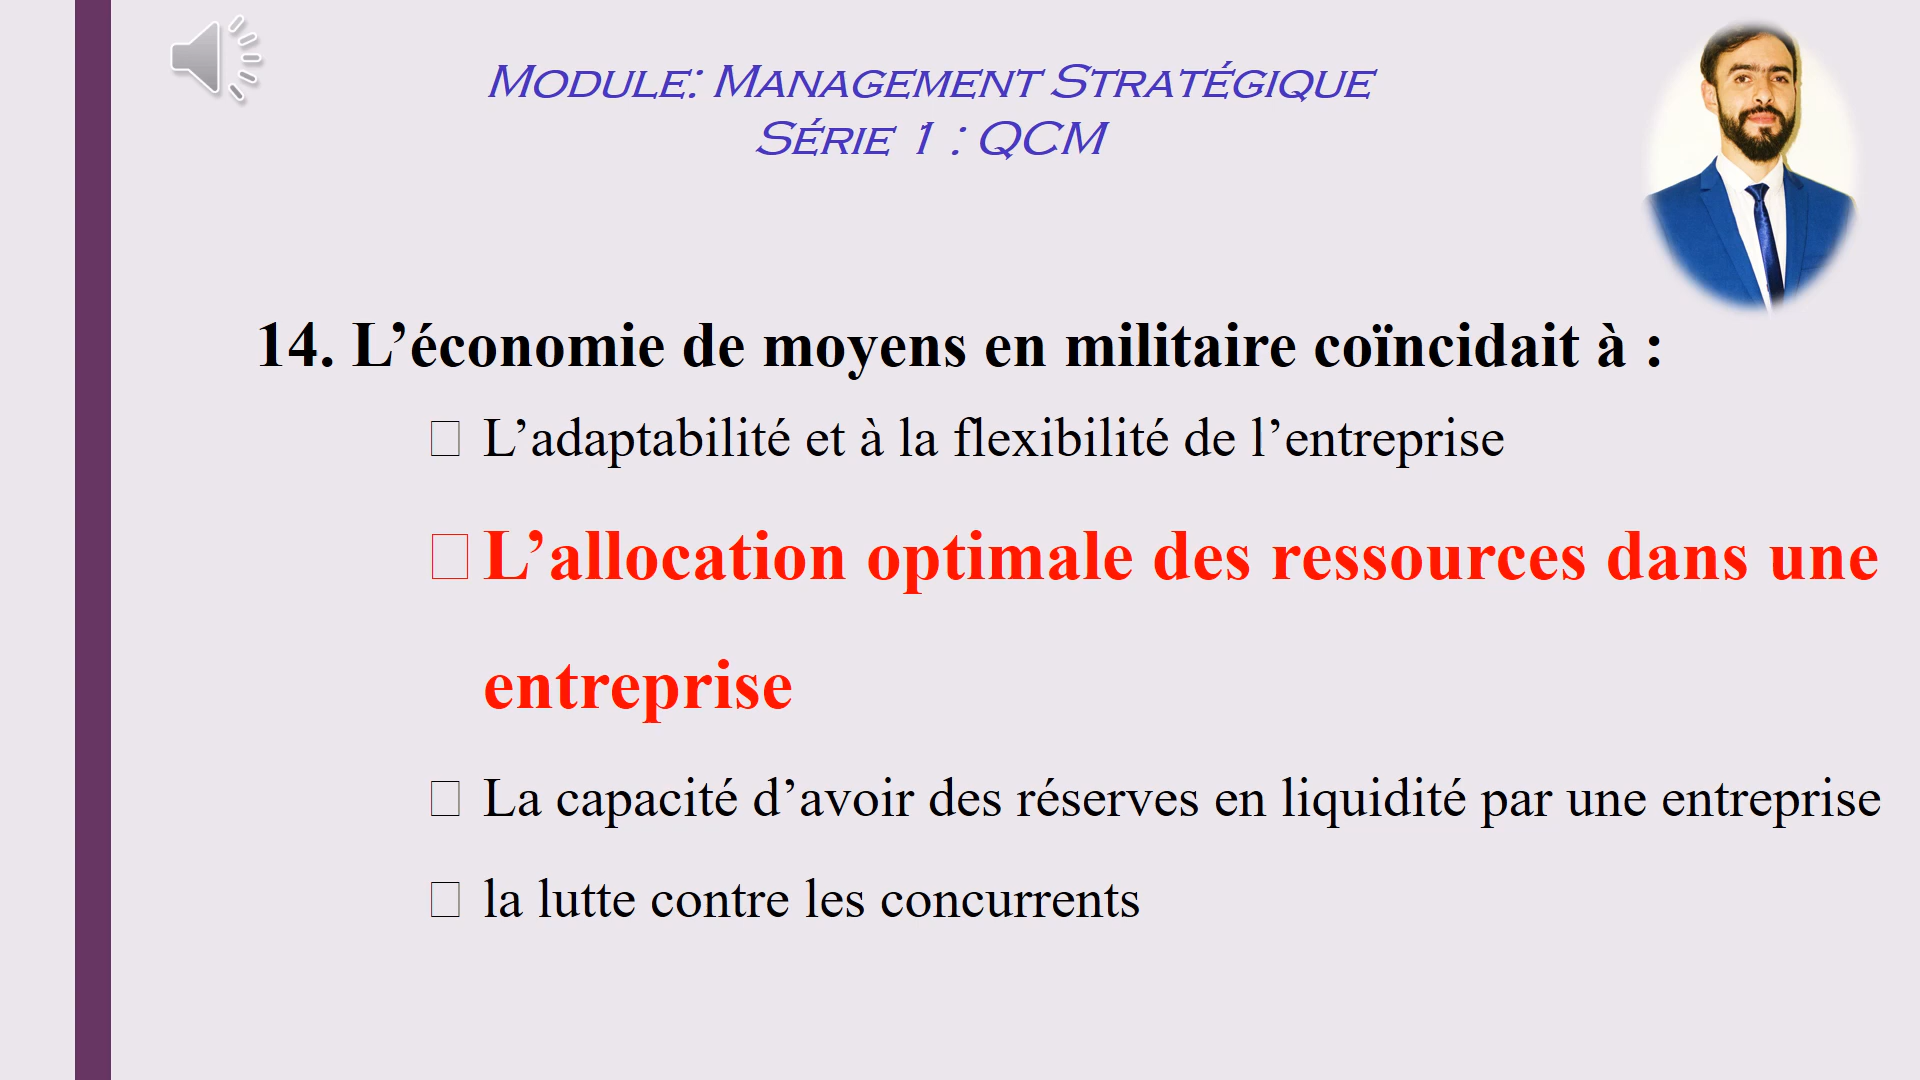 Module: Management Stratégique
Série 1 : QCM
14. L’économie de moyens en militaire coïncidait à :
L’adaptabilité et à la flexibilité de l’entreprise
L’allocation optimale des ressources dans une
entreprise
La capacité d’avoir des réserves en liquidité par une entreprise
la lutte contre les concurrents